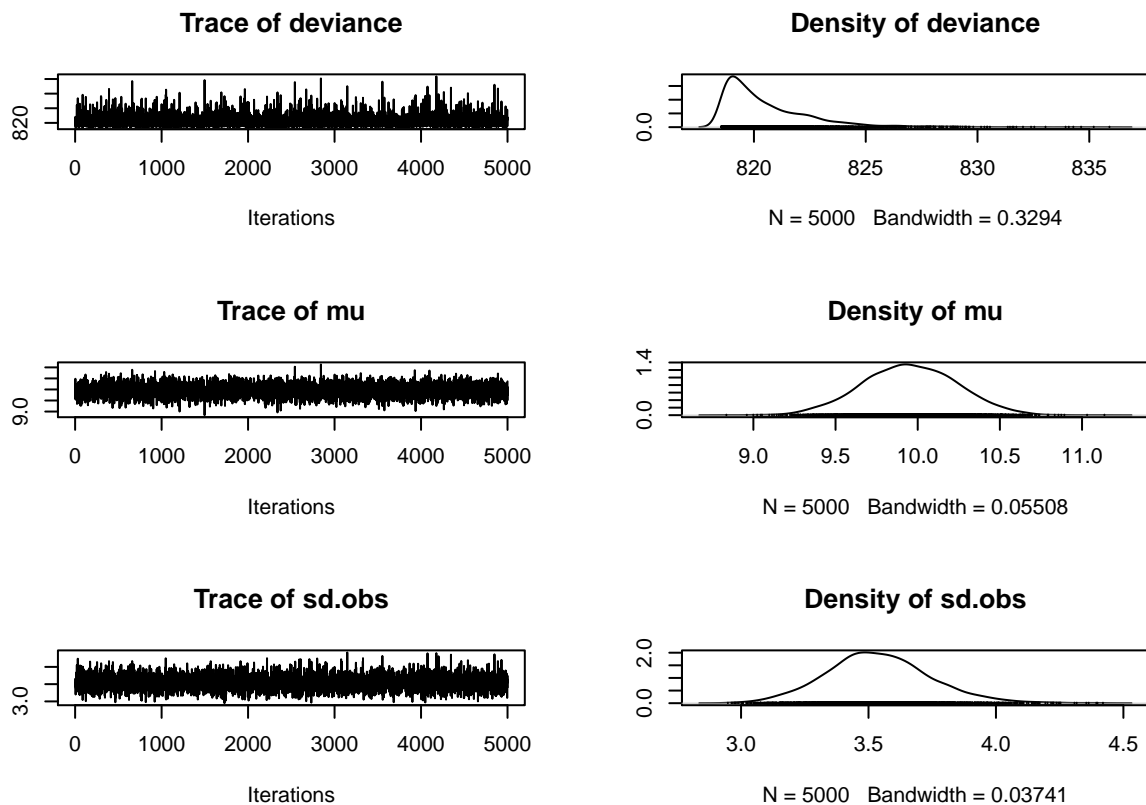 Trace of deviance
820
0 1000 2000 3000 4000 5000
Iterations
Density of deviance
0.0
820 825 830 835
N = 5000 Bandwidth = 0.3294
Trace of mu
9.0
0 1000 2000 3000 4000 5000
Iterations
Density of mu
0.0 1.4
9.0 9.5 10.0 10.5 11.0
N = 5000 Bandwidth = 0.05508
Trace of sd.obs
3.0
0 1000 2000 3000 4000 5000
Iterations
Density of sd.obs
0.0 2.0
3.0 3.5 4.0 4.5
N = 5000 Bandwidth = 0.03741